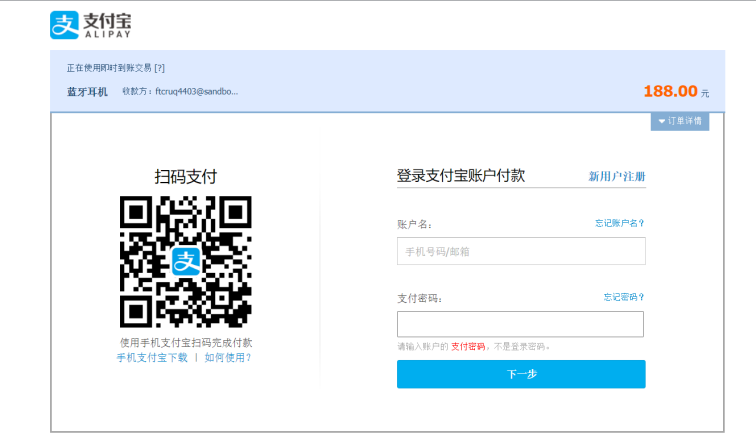 支付宝
ALIPAY
正在使用即时到账交易 [?]
蓝牙耳机 收款方：ftcruq4403@sandbo...
188.00 元
订单详情
扫码支付
使用手机支付宝扫码完成付款
手机支付宝下载 | 如何使用?
登录支付宝账户付款 新用户注册
账户名： 忘记账户名?
手机号码/邮箱
支付密码： 忘记密码?
请输入账户的 支付密码，不是登录密码。
下一步